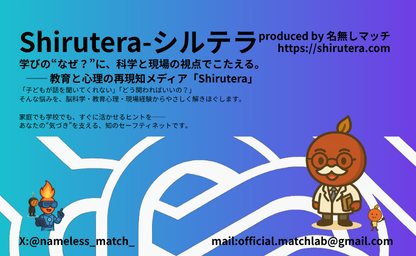 Shirutera-シルテラ
produced by 名無しマッチ
https://shirutera.com
学びの“なぜ？”に、科学と現場の視点でこたえる。
── 教育と心理の再現知メディア「Shirutera」
「子どもが話を聞いてくれない」「どう関わればいいの？」
そんな悩みを、脳科学・教育心理・現場経験からやさしく解きほぐします。
家庭でも学校でも、すぐに活かせるヒントを──
あなたの“気づき”を支える、知のセーフティネットです。
X:@nameless_match_
mail:official.matchlab@gmail.com